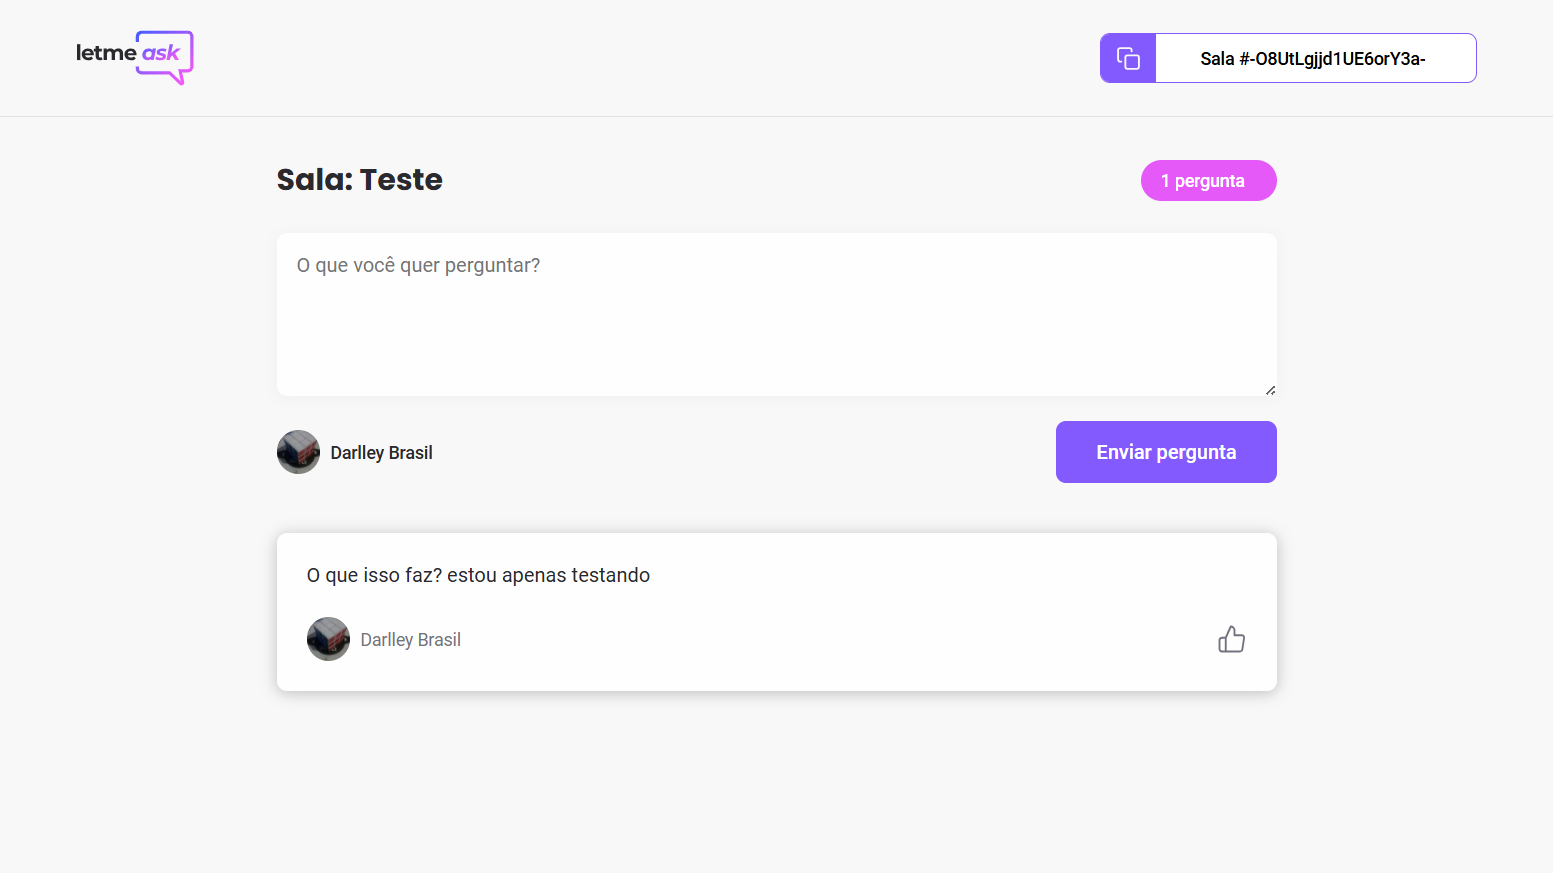 letme ask
Sala #-O8UtLgjjd1UE6orY3a-
Sala: Teste
1 pergunta
O que você quer perguntar?
Darlley Brasil
Enviar pergunta
O que isso faz? estou apenas testando
Darlley Brasil